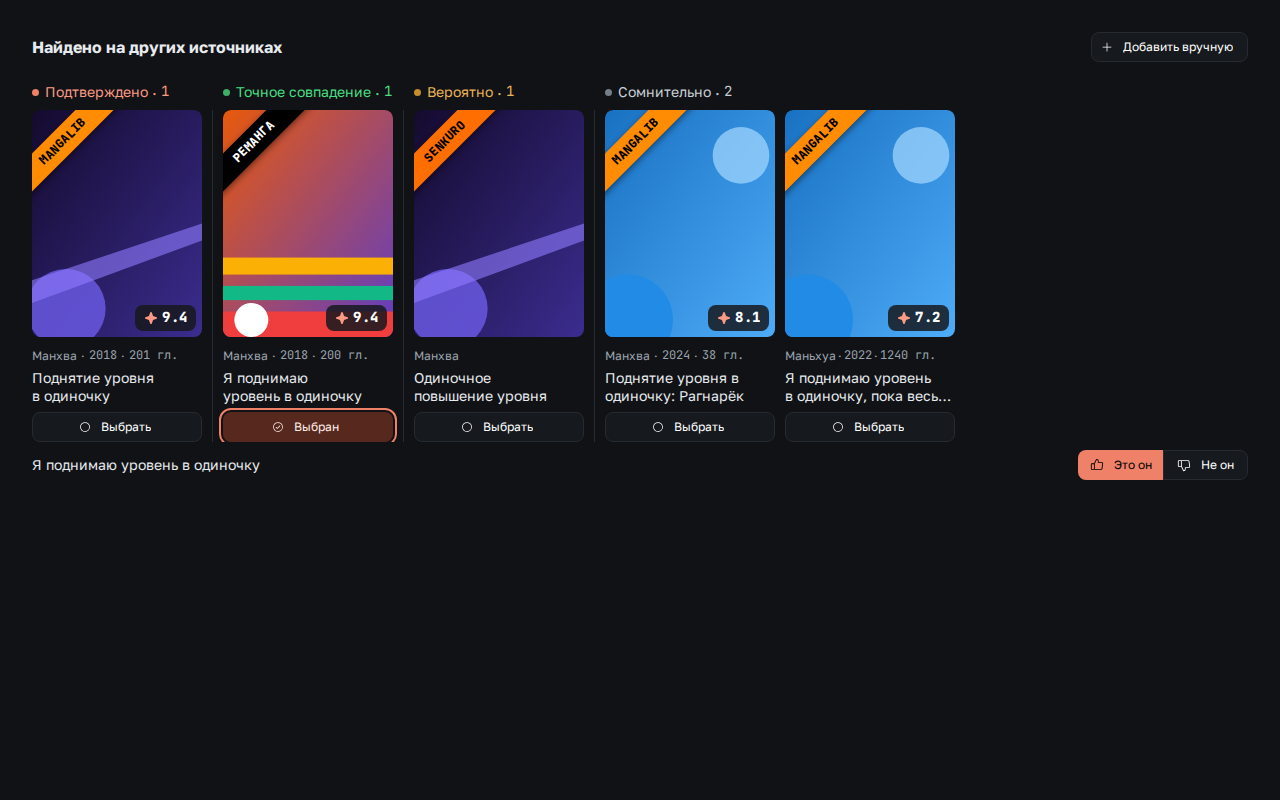 Найдено на других источниках
Добавить вручную
Подтверждено · 1
Точное совпадение · 1
Вероятно · 1
Сомнительно · 2
MANGALIB
РЕМАНГА
SENKURO
MANGALIB
MANGALIB
9.4
9.4
8.1
7.2
Манхва · 2018 · 201 гл.
Поднятие уровня
в одиночку
Выбрать
Манхва · 2018 · 200 гл.
Я поднимаю
уровень в одиночку
Выбран
Манхва
Одиночное
повышение уровня
Выбрать
Манхва · 2024 · 38 гл.
Поднятие уровня в
одиночку: Рагнарёк
Выбрать
Маньхуа · 2022 · 1240 гл.
Я поднимаю уровень
в одиночку, пока весь…
Выбрать
Я поднимаю уровень в одиночку
Это он
Не он